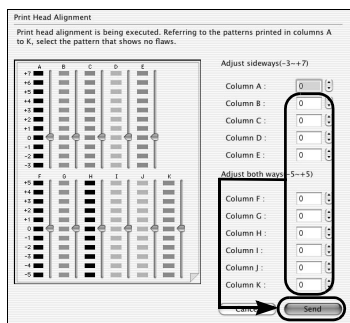 Print Head Alignment
Print head alignment is being executed. Referring to the patterns printed in columns A
to K, select the pattern that shows no flaws.
A B C D E
+7
+6
+5
+4
+3
+2
+1
0
-1
-2
-3
F G H I J K
+5
+4
+3
+2
+1
0
-1
-2
-3
-4
-5
Adjust sideways(-3~+7)
Column A : 0
Column B : 0
Column C : 0
Column D : 0
Column E : 0
Adjust both ways(-5~+5)
Column F : 0
Column G : 0
Column H : 0
Column I : 0
Column J : 0
Column K : 0
Cancel Send